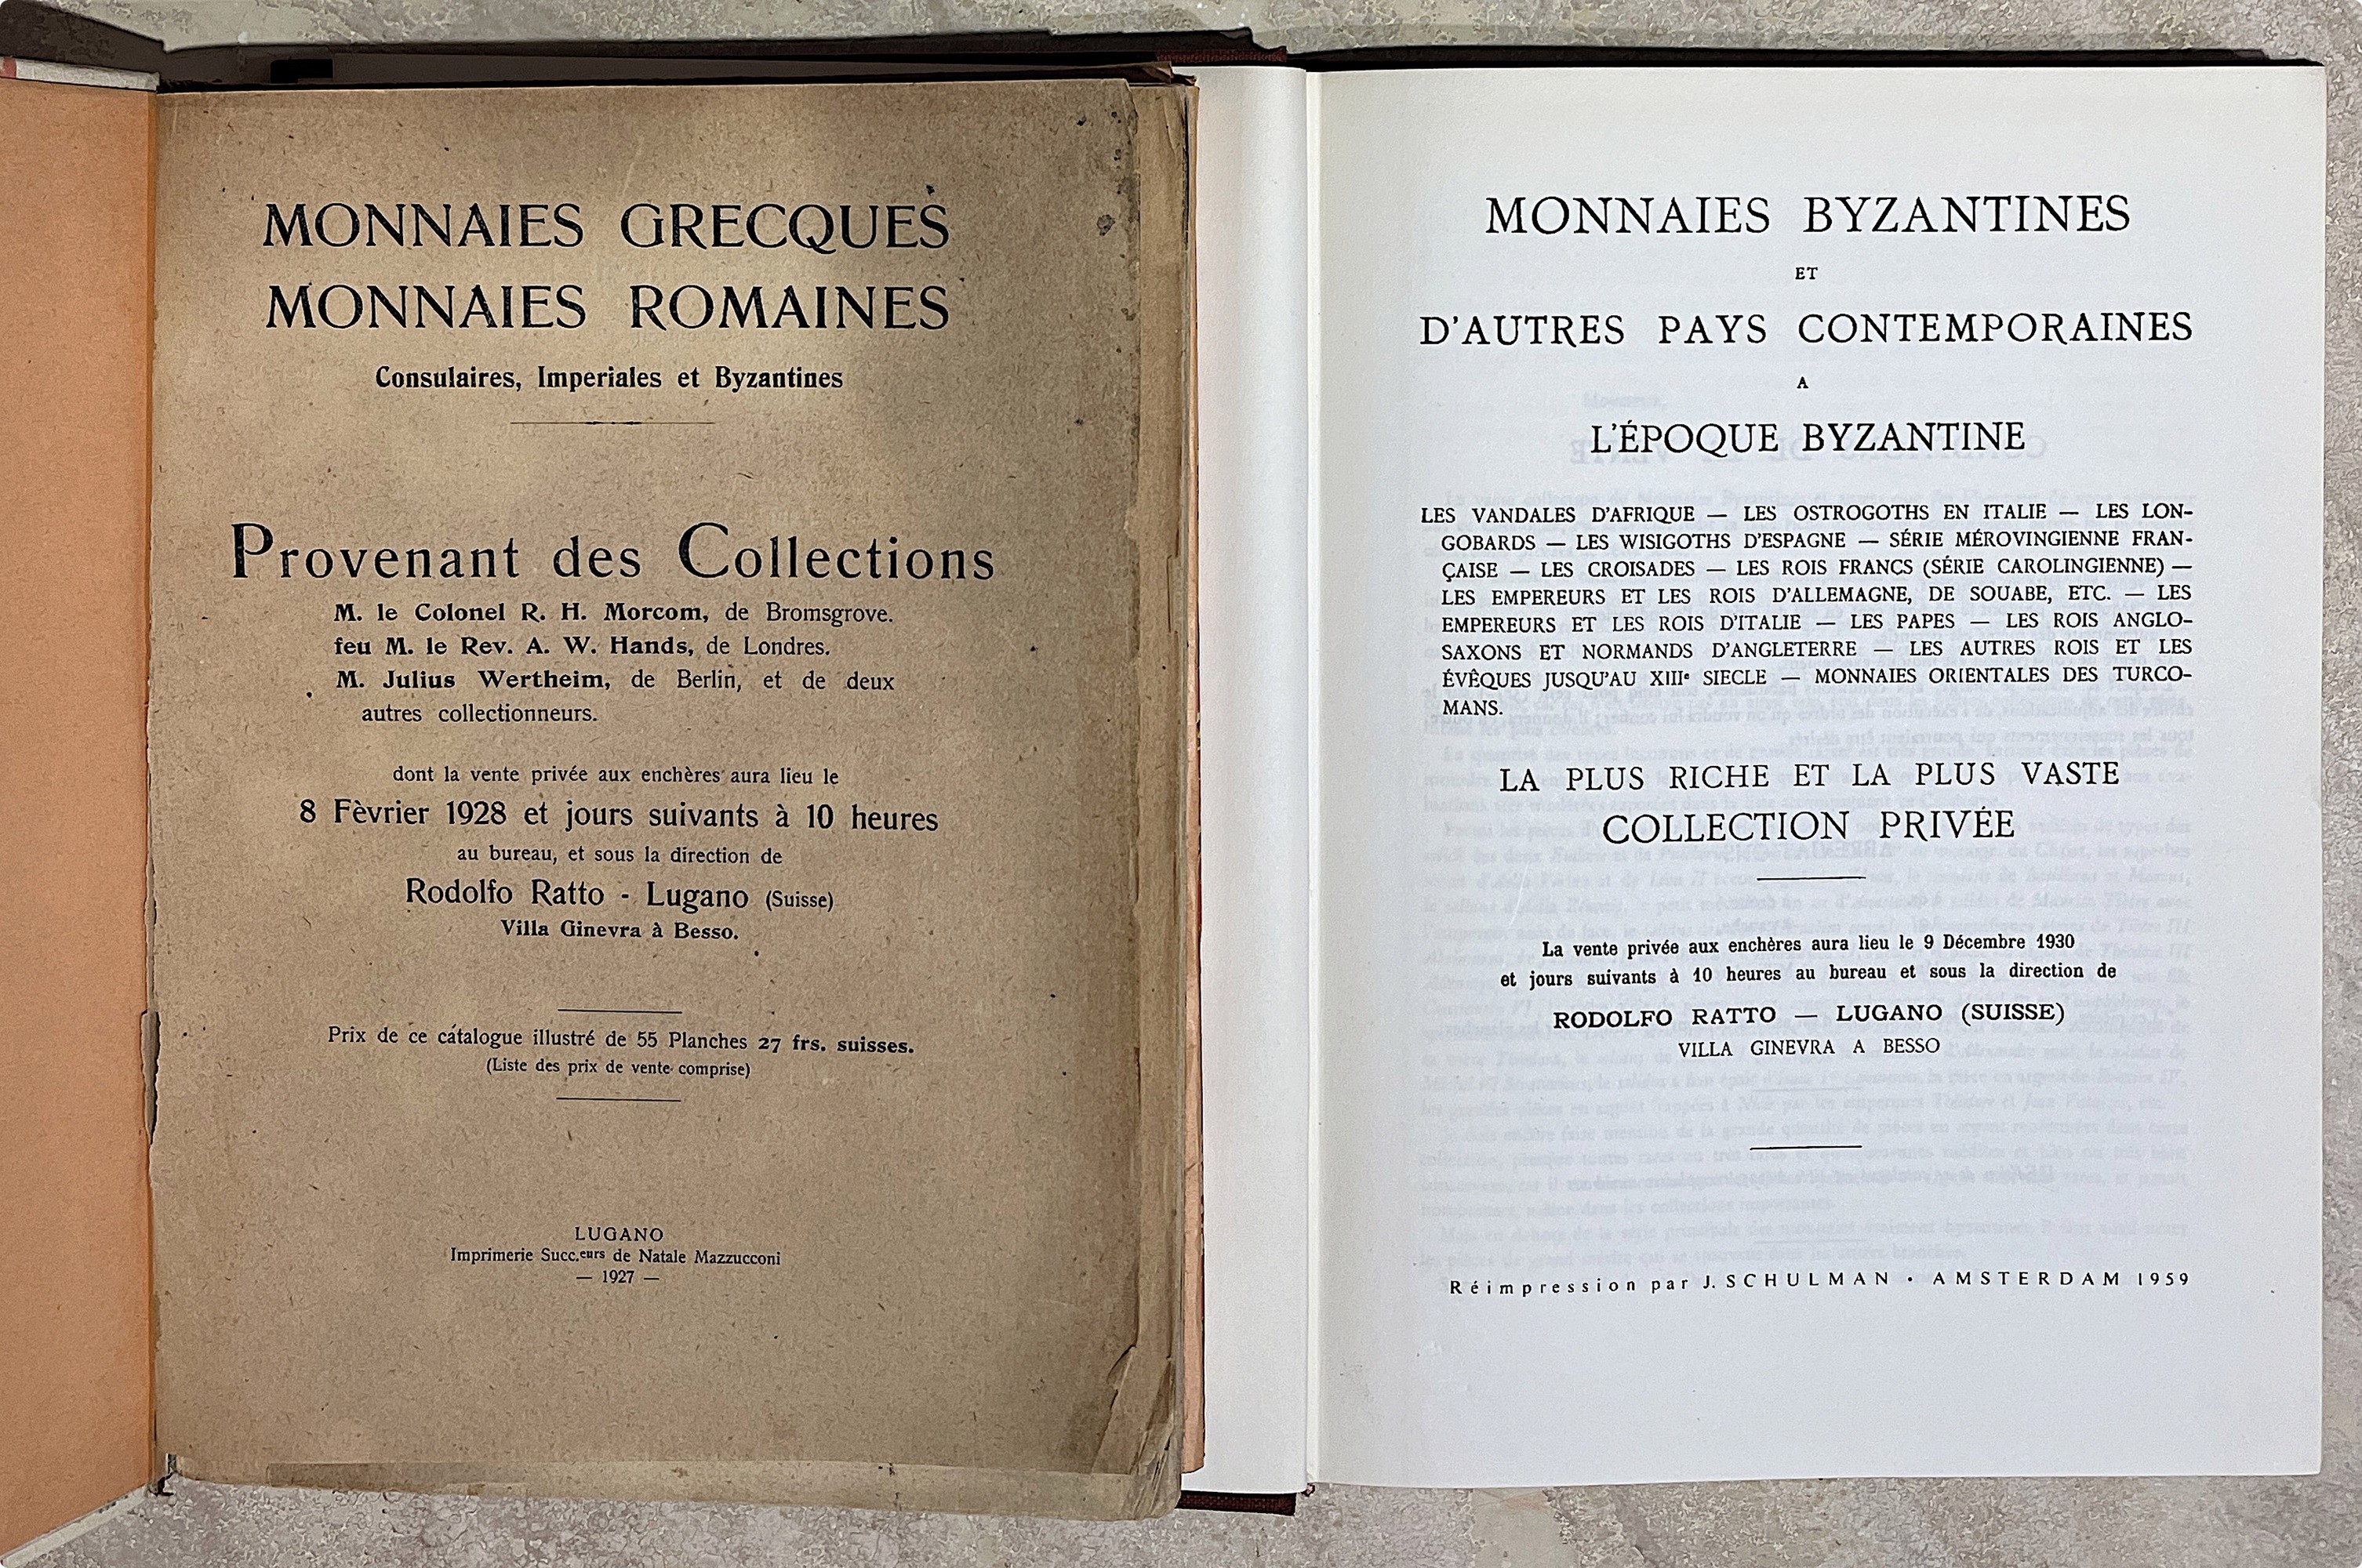 MONNAIES GRECQUES
MONNAIES ROMAINES
Consulaires, Imperiales et Byzantines
Provenant des Collections
M. le Colonel R. H. Morcom, de Bromsgrove.
feu M. le Rev. A. W. Hands, de Londres.
M. Julius Wertheim, de Berlin, et de deux
autres collectionneurs.
dont la vente privée aux enchères aura lieu le
8 Fèvrier 1928 et jours suivants à 10 heures
au bureau, et sous la direction de
Rodolfo Ratto - Lugano (Suisse)
Villa Ginevra à Besso.
Prix de ce catalogue illustré de 55 Planches 27 frs. suisses.
(Liste des prix de vente comprise)
LUGANO
Imprimerie Succ.eurs de Natale Mazzucconi
— 1927 —
MONNAIES BYZANTINES
ET
D'AUTRES PAYS CONTEMPORAINES
A
L'ÉPOQUE BYZANTINE
LES VANDALES D'AFRIQUE — LES OSTROGOTHS EN ITALIE — LES LON-
GOBARDS — LES WISIGOTHS D'ESPAGNE — SÉRIE MÉROVINGIENNE FRAN-
ÇAISE — LES CROISADES — LES ROIS FRANCS (SÉRIE CAROLINGIENNE) —
LES EMPEREURS ET LES ROIS D'ALLEMAGNE, DE SOUABE, ETC. — LES
EMPEREURS ET LES ROIS D'ITALIE — LES PAPES — LES ROIS ANGLO-
SAXONS ET NORMANDS D'ANGLETERRE — LES AUTRES ROIS ET LES
ÉVÊQUES JUSQU'AU XIIIe SIECLE — MONNAIES ORIENTALES DES TURCO-
MANS.
LA PLUS RICHE ET LA PLUS VASTE
COLLECTION PRIVÉE
La vente privée aux enchères aura lieu le 9 Décembre 1930
et jours suivants à 10 heures au bureau et sous la direction de
RODOLFO RATTO — LUGANO (SUISSE)
VILLA GINEVRA A BESSO
Réimpression par J. SCHULMAN · AMSTERDAM 1959